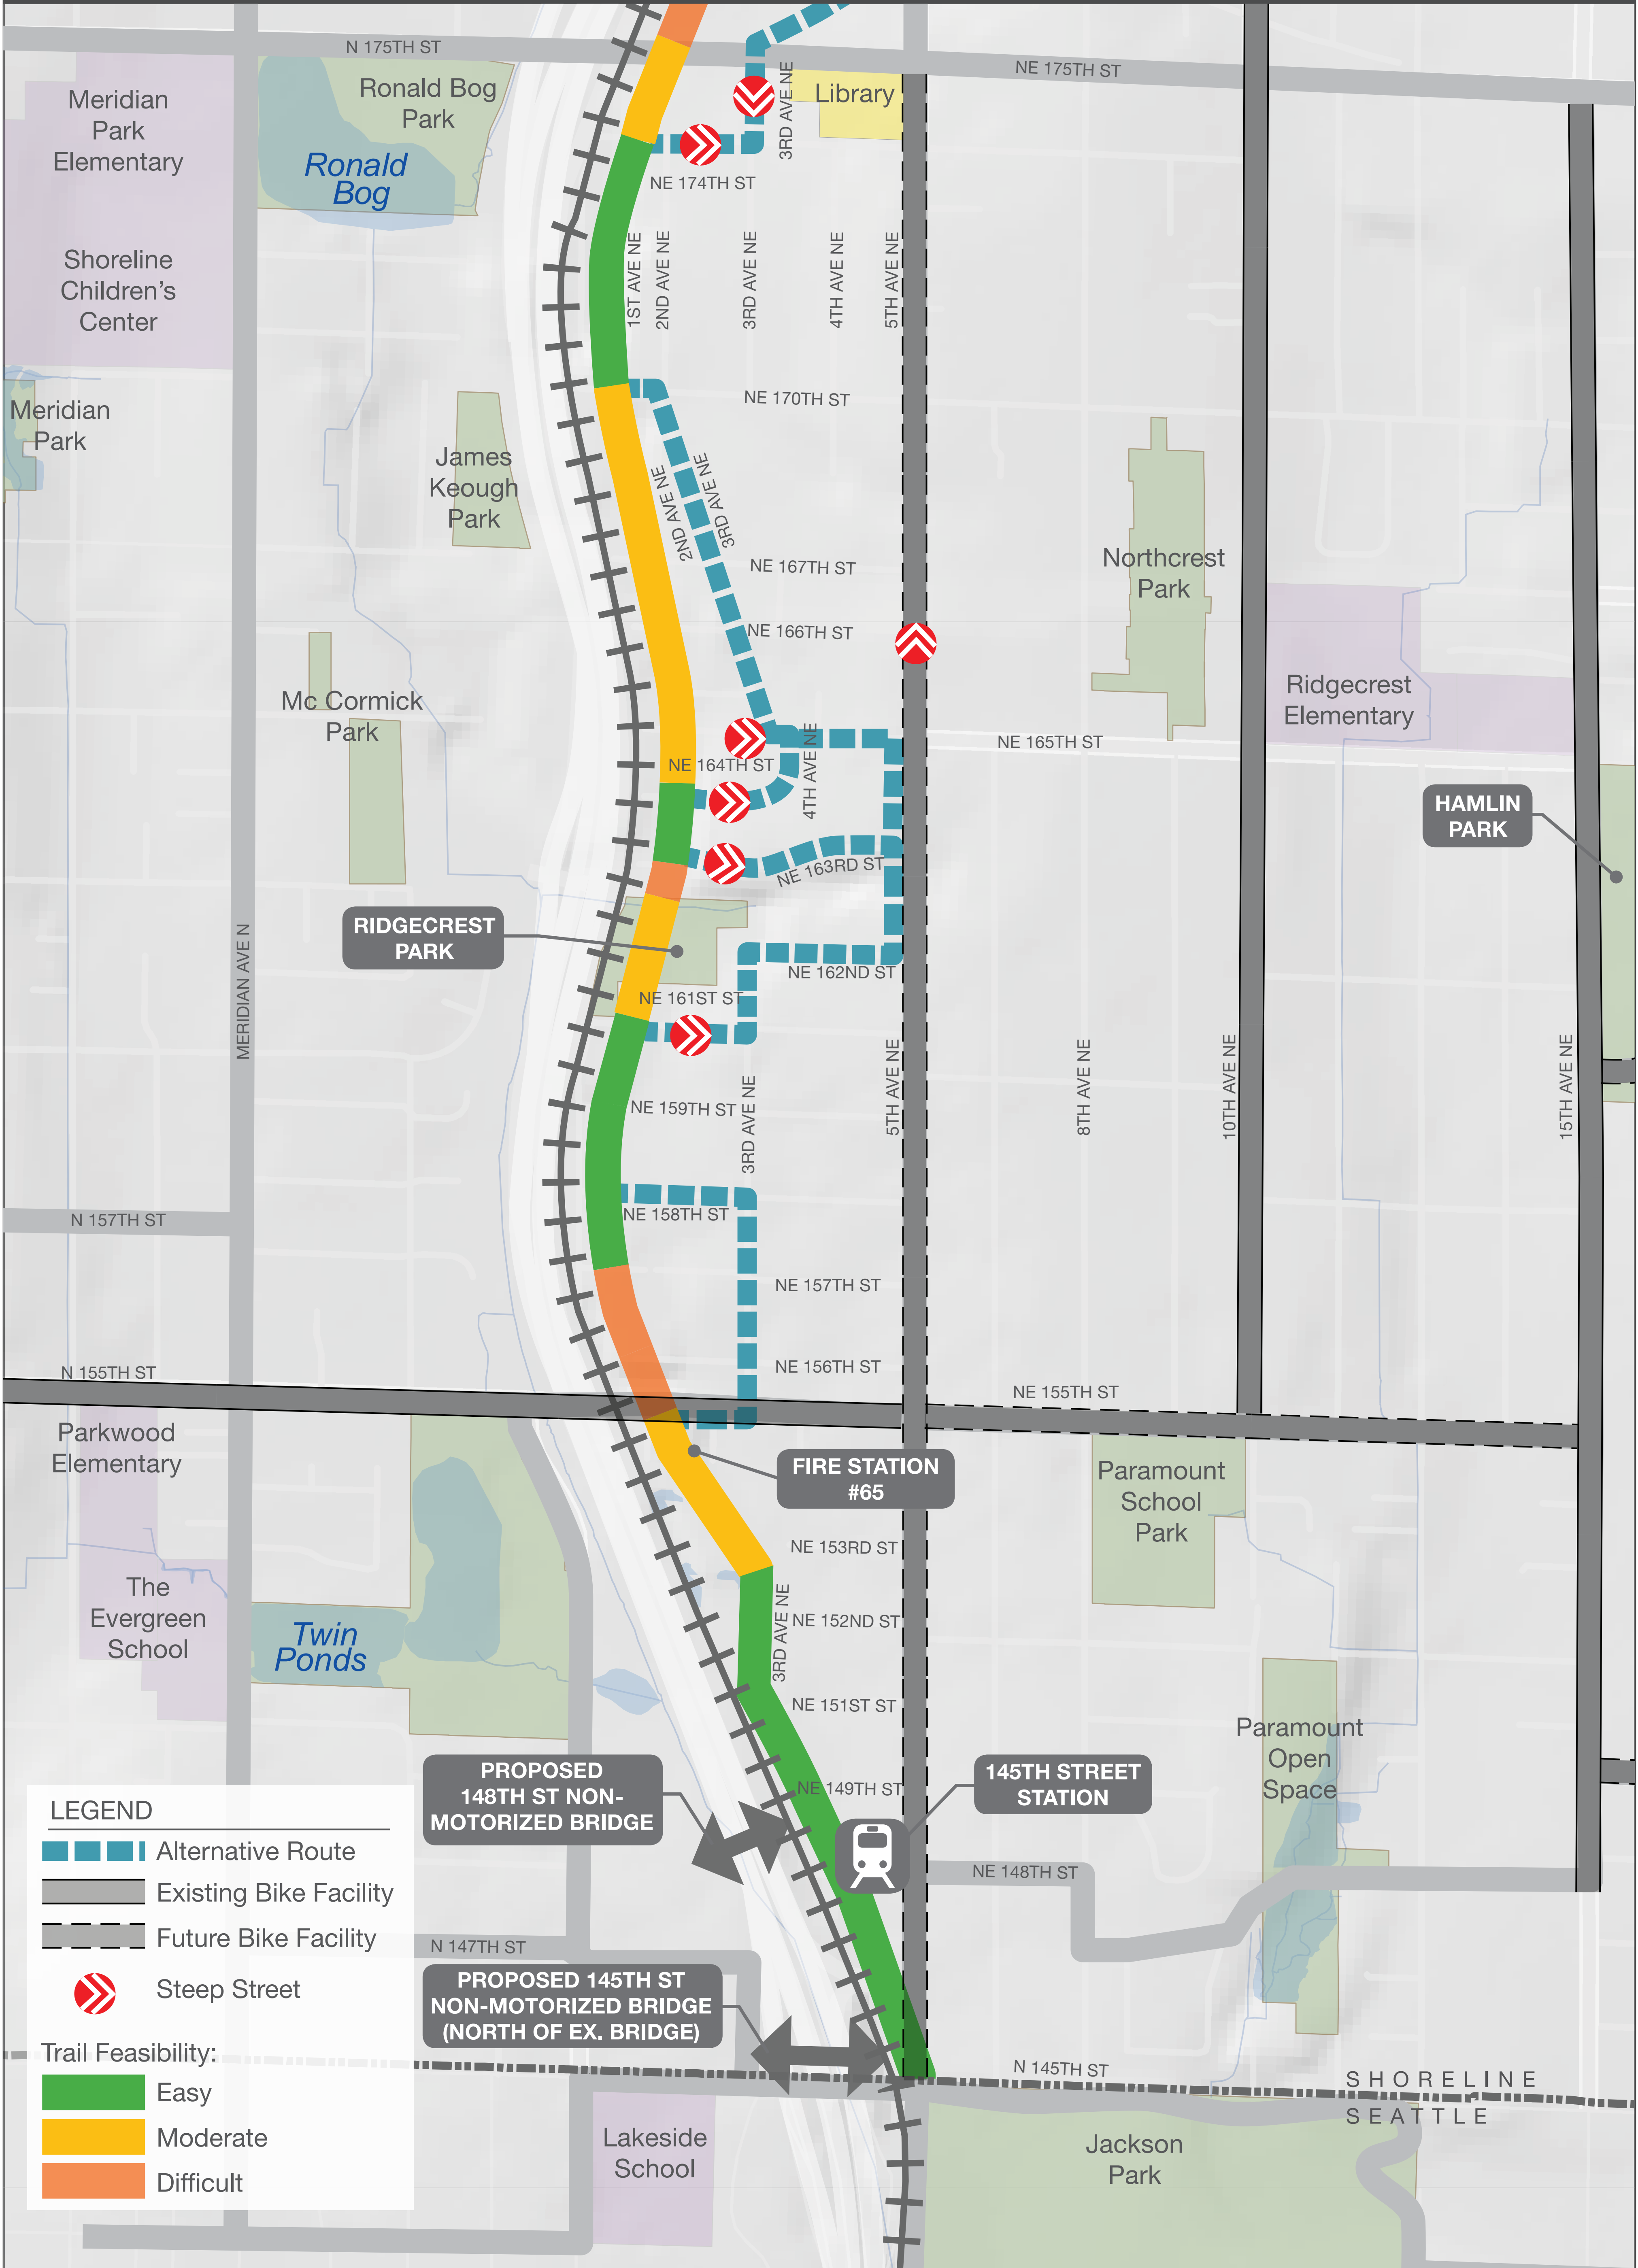 N 175TH ST
NE 175TH ST
Meridian
Park
Elementary
Ronald Bog
Park
Ronald
Bog
3RD AVE NE
Library
NE 174TH ST
Shoreline
Children's
Center
1ST AVE NE
2ND AVE NE
3RD AVE NE
4TH AVE NE
5TH AVE NE
Meridian
Park
NE 170TH ST
James
Keough
Park
2ND AVE NE
3RD AVE NE
NE 167TH ST
Northcrest
Park
NE 166TH ST
Mc Cormick
Park
Ridgecrest
Elementary
NE 165TH ST
NE 164TH ST
4TH AVE NE
HAMLIN
PARK
NE 163RD ST
RIDGECREST
PARK
NE 162ND ST
NE 161ST ST
MERIDIAN AVE N
5TH AVE NE
8TH AVE NE
10TH AVE NE
15TH AVE NE
NE 159TH ST
3RD AVE NE
N 157TH ST
NE 158TH ST
NE 157TH ST
NE 156TH ST
N 155TH ST
NE 155TH ST
Parkwood
Elementary
FIRE STATION
#65
Paramount
School
Park
NE 153RD ST
The
Evergreen
School
Twin
Ponds
3RD AVE NE
NE 152ND ST
NE 151ST ST
Paramount
Open
Space
PROPOSED
148TH ST NON-
MOTORIZED BRIDGE
NE 149TH ST
145TH STREET
STATION
NE 148TH ST
N 147TH ST
PROPOSED 145TH ST
NON-MOTORIZED BRIDGE
(NORTH OF EX. BRIDGE)
N 145TH ST
SHORELINE
SEATTLE
Lakeside
School
Jackson
Park
LEGEND
Alternative Route
Existing Bike Facility
Future Bike Facility
Steep Street
Trail Feasibility:
Easy
Moderate
Difficult